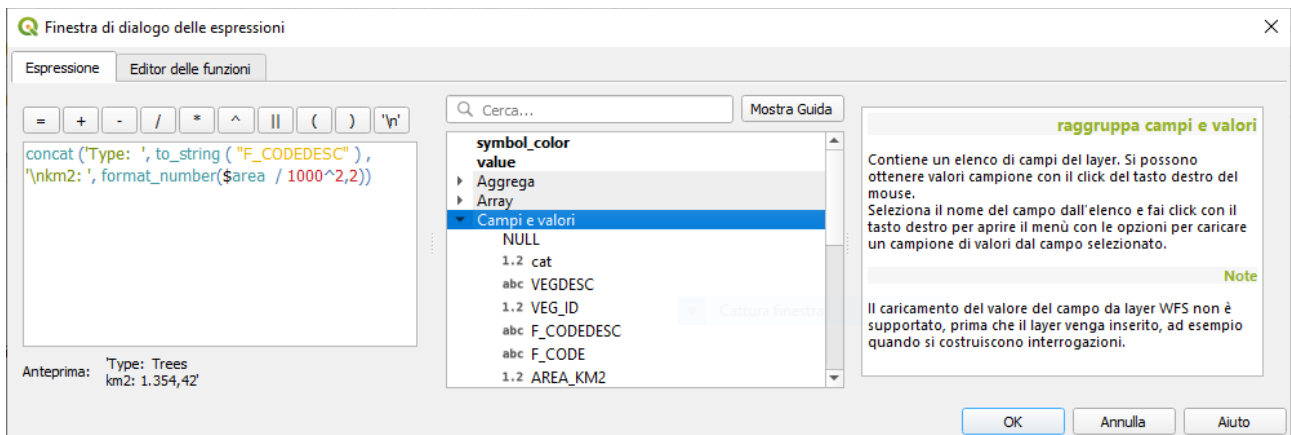 Finestra di dialogo delle espressioni
Espressione
Editor delle funzioni
= + - / * ^ || ( ) '\n'
concat ('Type: ', to_string ( "F_CODEDESC" ) ,
'\nkm2: ', format_number($area / 1000^2,2))
Anteprima:
'Type: Trees
km2: 1.354,42'
Cerca...
Mostra Guida
symbol_color
value
Aggrega
Array
Campi e valori
NULL
1.2 cat
abc VEGDESC
1.2 VEG_ID
abc F_CODEDESC
abc F_CODE
1.2 AREA_KM2
Cattura finestra
raggruppa campi e valori
Contiene un elenco di campi del layer. Si possono
ottenere valori campione con il click del tasto destro del
mouse.
Seleziona il nome del campo dall'elenco e fai click con il
tasto destro per aprire il menù con le opzioni per caricare
un campione di valori dal campo selezionato.
Note
Il caricamento del valore del campo da layer WFS non è
supportato, prima che il layer venga inserito, ad esempio
quando si costruiscono interrogazioni.
OK
Annulla
Aiuto